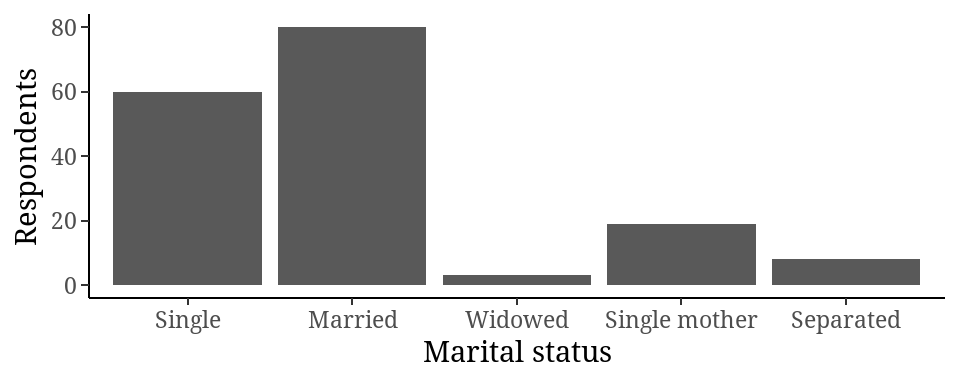 80
60
40
20
0
Respondents
Single
Married
Widowed
Single mother
Separated
Marital status